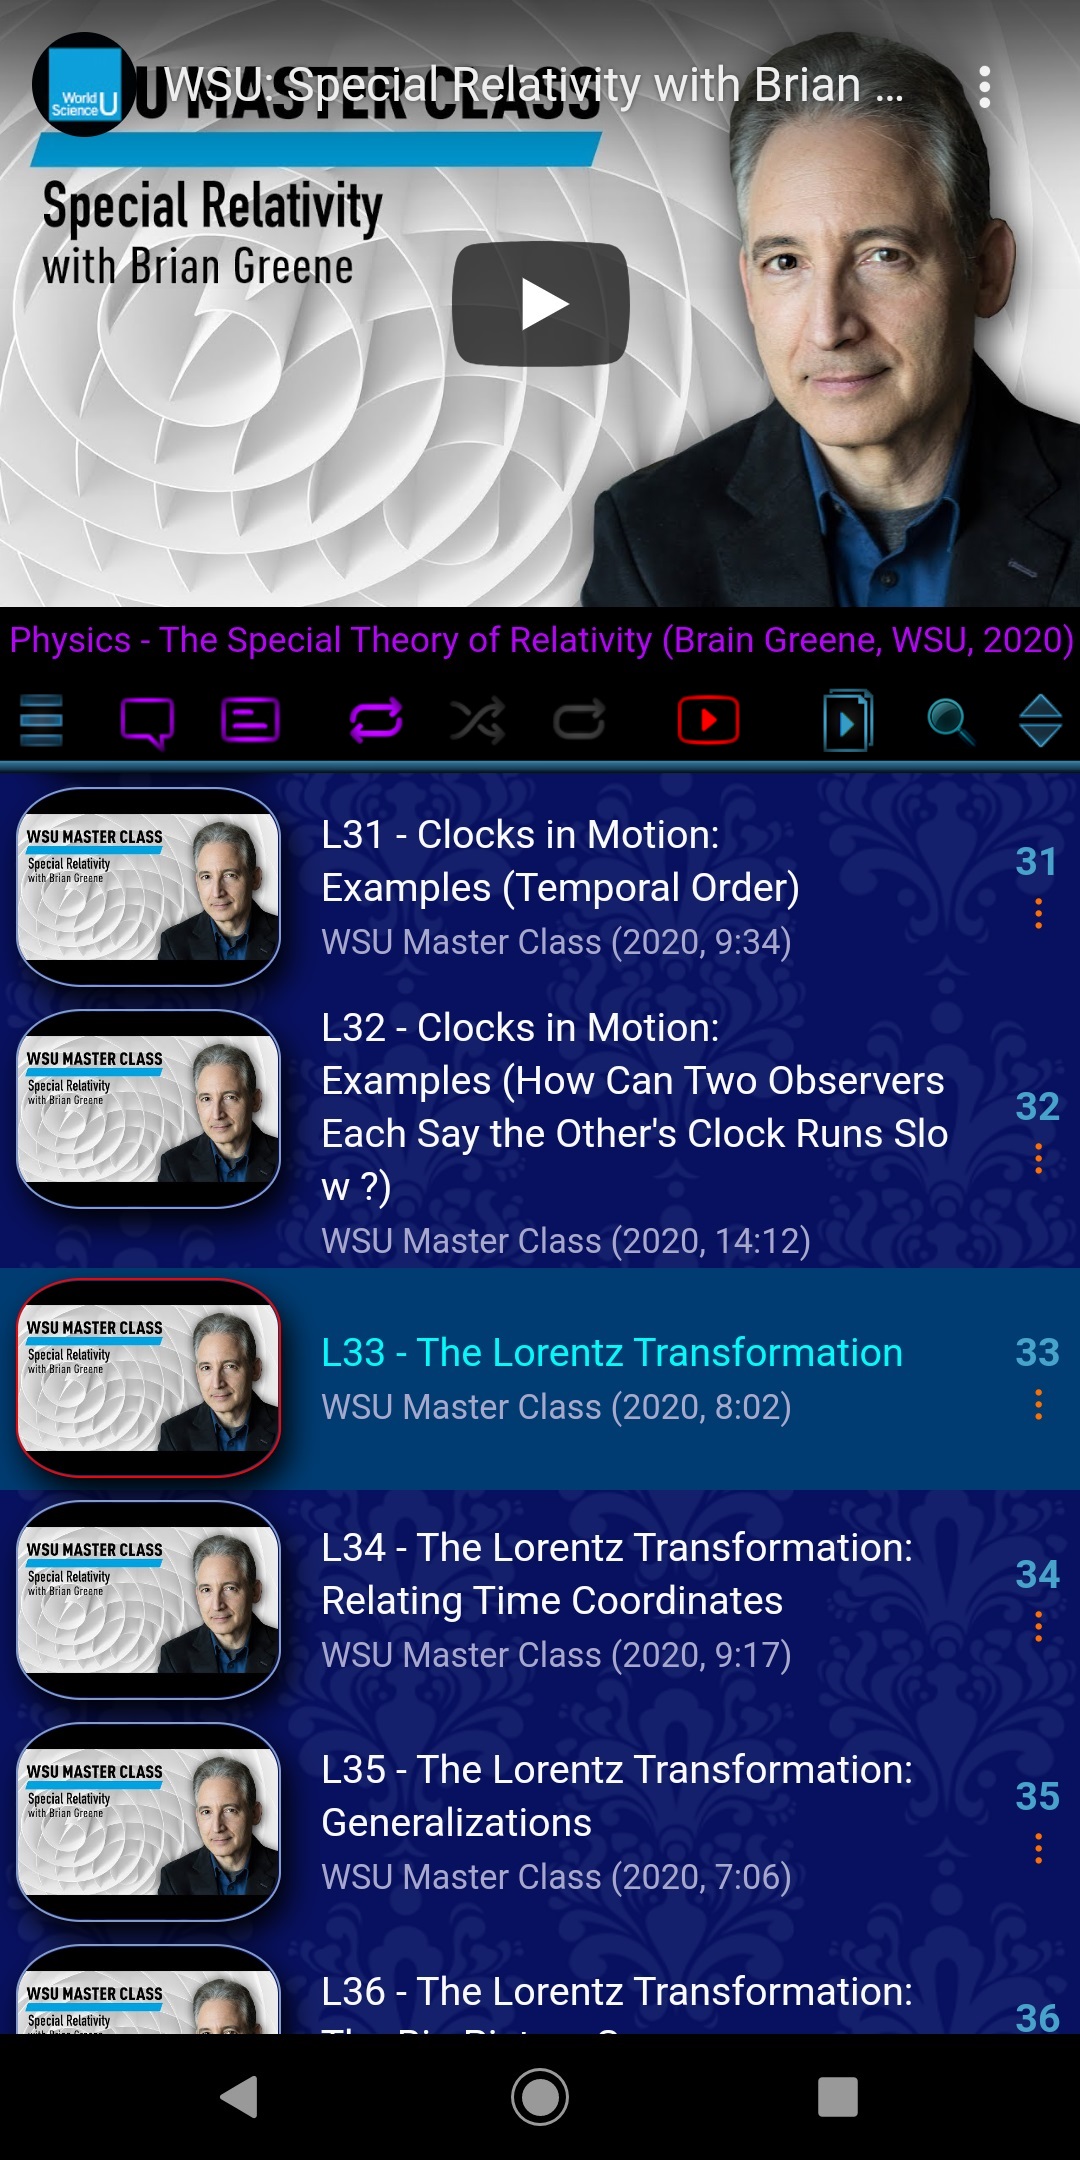 World
Science U
U MASTER CLASS
WSU: Special Relativity with Brian ...
Special Relativity
with Brian Greene
Physics - The Special Theory of Relativity (Brain Greene, WSU, 2020)
WSU MASTER CLASS
Special Relativity
with Brian Greene
L31 - Clocks in Motion:
Examples (Temporal Order)
WSU Master Class (2020, 9:34)
31
WSU MASTER CLASS
Special Relativity
with Brian Greene
L32 - Clocks in Motion:
Examples (How Can Two Observers
Each Say the Other's Clock Runs Slo
w ?)
WSU Master Class (2020, 14:12)
32
WSU MASTER CLASS
Special Relativity
with Brian Greene
L33 - The Lorentz Transformation
WSU Master Class (2020, 8:02)
33
WSU MASTER CLASS
Special Relativity
with Brian Greene
L34 - The Lorentz Transformation:
Relating Time Coordinates
WSU Master Class (2020, 9:17)
34
WSU MASTER CLASS
Special Relativity
with Brian Greene
L35 - The Lorentz Transformation:
Generalizations
WSU Master Class (2020, 7:06)
35
WSU MASTER CLASS
Special Relativity
L36 - The Lorentz Transformation:
36